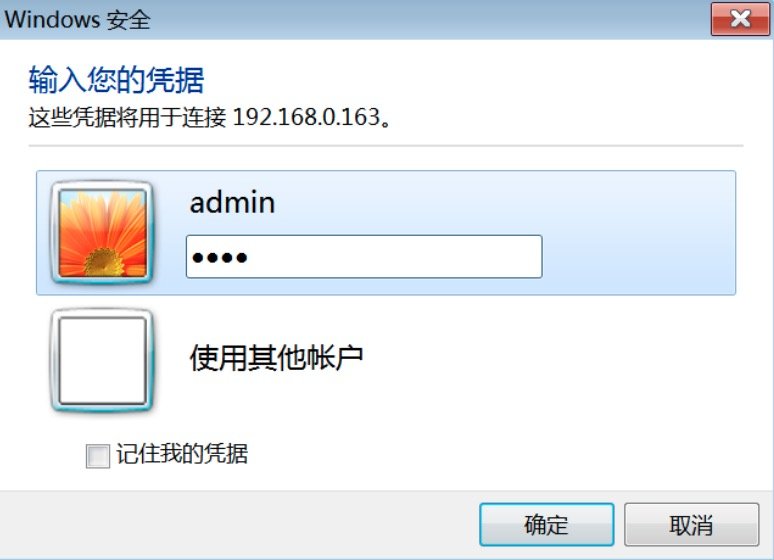 Windows 安全
输入您的凭据
这些凭据将用于连接 192.168.0.163。
admin
••••
使用其他帐户
记住我的凭据
确定
取消